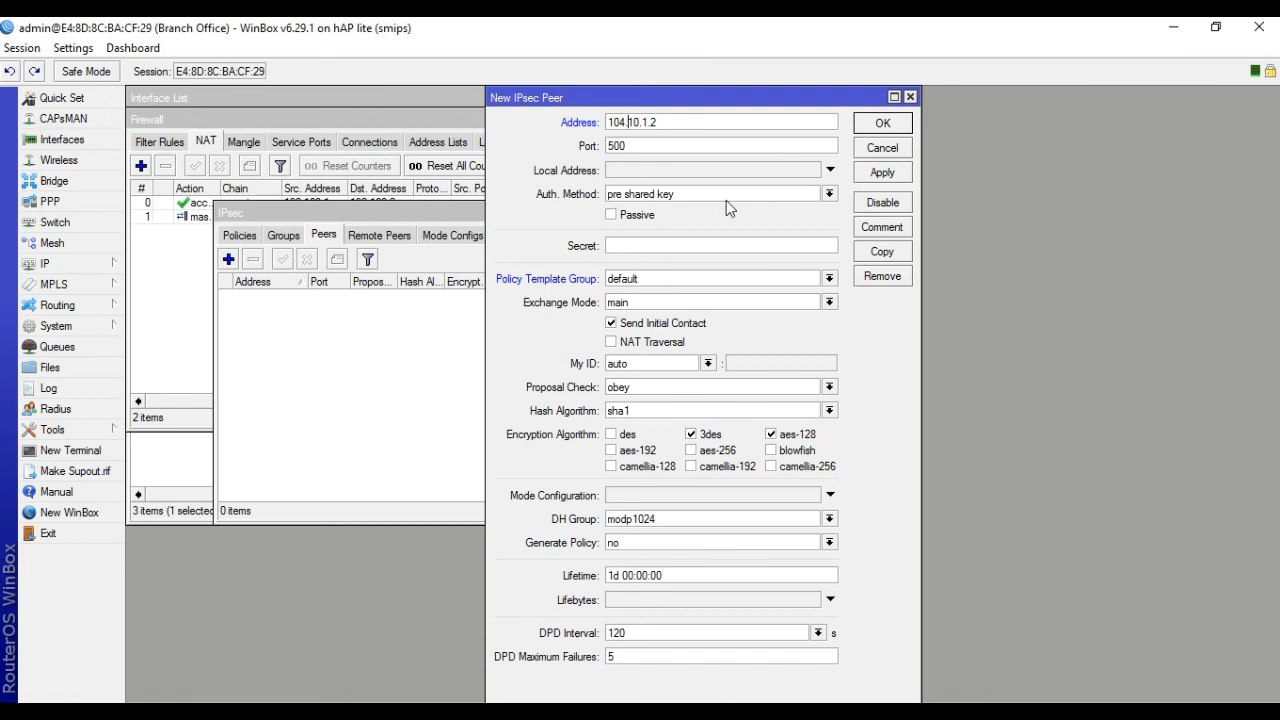 admin@E4:8D:8C:BA:CF:29 (Branch Office) - WinBox v6.29.1 on hAP lite (smips)
Session Settings Dashboard
Safe Mode Session: E4:8D:8C:BA:CF:29
Quick Set
CAPsMAN
Interfaces
Wireless
Bridge
PPP
Switch
Mesh
IP
MPLS
Routing
System
Queues
Files
Log
Radius
Tools
New Terminal
Make Supout.rif
Manual
New WinBox
Exit
RouterOS WinBox
Interface List
Firewall
Filter Rules NAT Mangle Service Ports Connections Address Lists
00 Reset Counters 00 Reset All Cou
# Action Chain Src. Address Dst. Address Proto... Src. Po
0 acc..
1 mas..
2 items
3 items (1 selected
IPsec
Policies Groups Peers Remote Peers Mode Configs
Address Port Propos... Hash Al... Encrypt.
0 items
New IPsec Peer
Address: 104.10.1.2
Port: 500
Local Address:
Auth. Method: pre shared key
Passive
Secret:
Policy Template Group: default
Exchange Mode: main
Send Initial Contact
NAT Traversal
My ID: auto :
Proposal Check: obey
Hash Algorithm: sha1
Encryption Algorithm: des 3des aes-128
aes-192 aes-256 blowfish
camellia-128 camellia-192 camellia-256
Mode Configuration:
DH Group: modp1024
Generate Policy: no
Lifetime: 1d 00:00:00
Lifebytes:
DPD Interval: 120 s
DPD Maximum Failures: 5
OK
Cancel
Apply
Disable
Comment
Copy
Remove